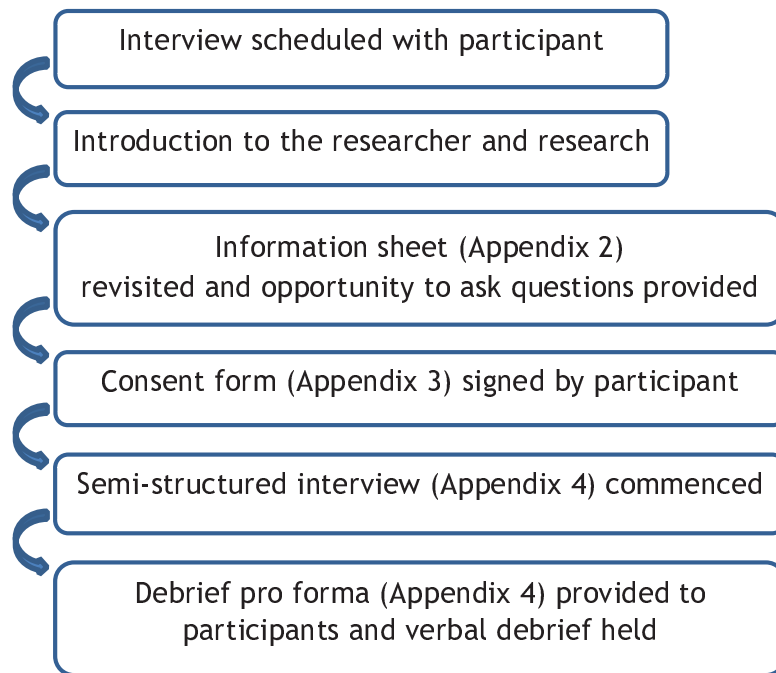 Interview scheduled with participant
Introduction to the researcher and research
Information sheet (Appendix 2)
revisited and opportunity to ask questions provided
Consent form (Appendix 3) signed by participant
Semi-structured interview (Appendix 4) commenced
Debrief pro forma (Appendix 4) provided to
participants and verbal debrief held